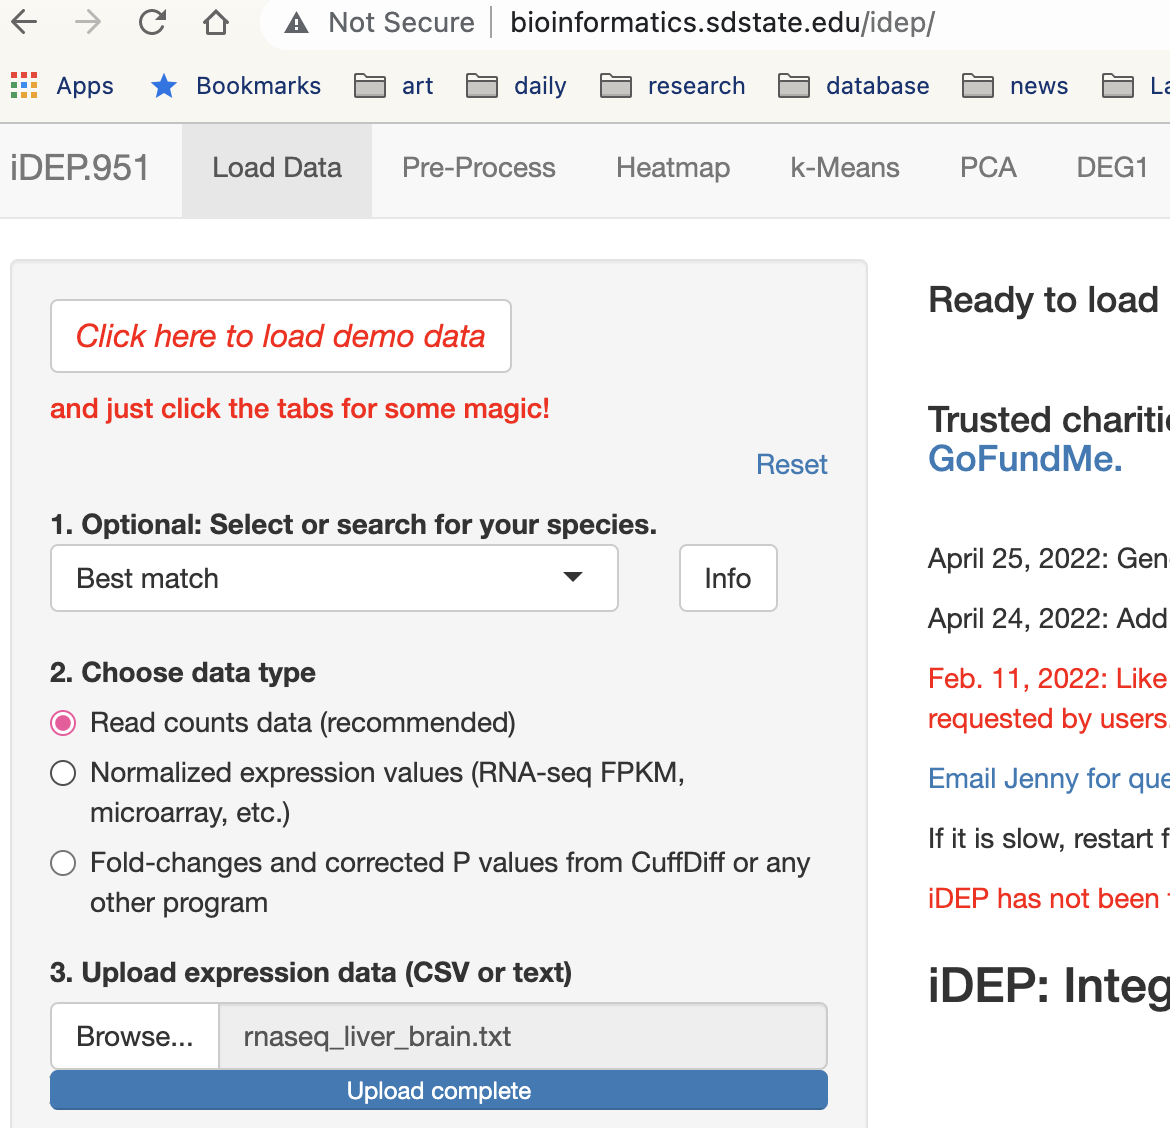 Not Secure | bioinformatics.sdstate.edu/idep/
Apps Bookmarks art daily research database news La
iDEP.951 Load Data Pre-Process Heatmap k-Means PCA DEG1
Click here to load demo data
and just click the tabs for some magic!
Reset
1. Optional: Select or search for your species.
Best match Info
2. Choose data type
Read counts data (recommended)
Normalized expression values (RNA-seq FPKM,
microarray, etc.)
Fold-changes and corrected P values from CuffDiff or any
other program
3. Upload expression data (CSV or text)
Browse... rnaseq_liver_brain.txt
Upload complete
Ready to load
Trusted chariti
GoFundMe.
April 25, 2022: Gen
April 24, 2022: Add
Feb. 11, 2022: Like
requested by users.
Email Jenny for que
If it is slow, restart f
iDEP has not been
iDEP: Integ